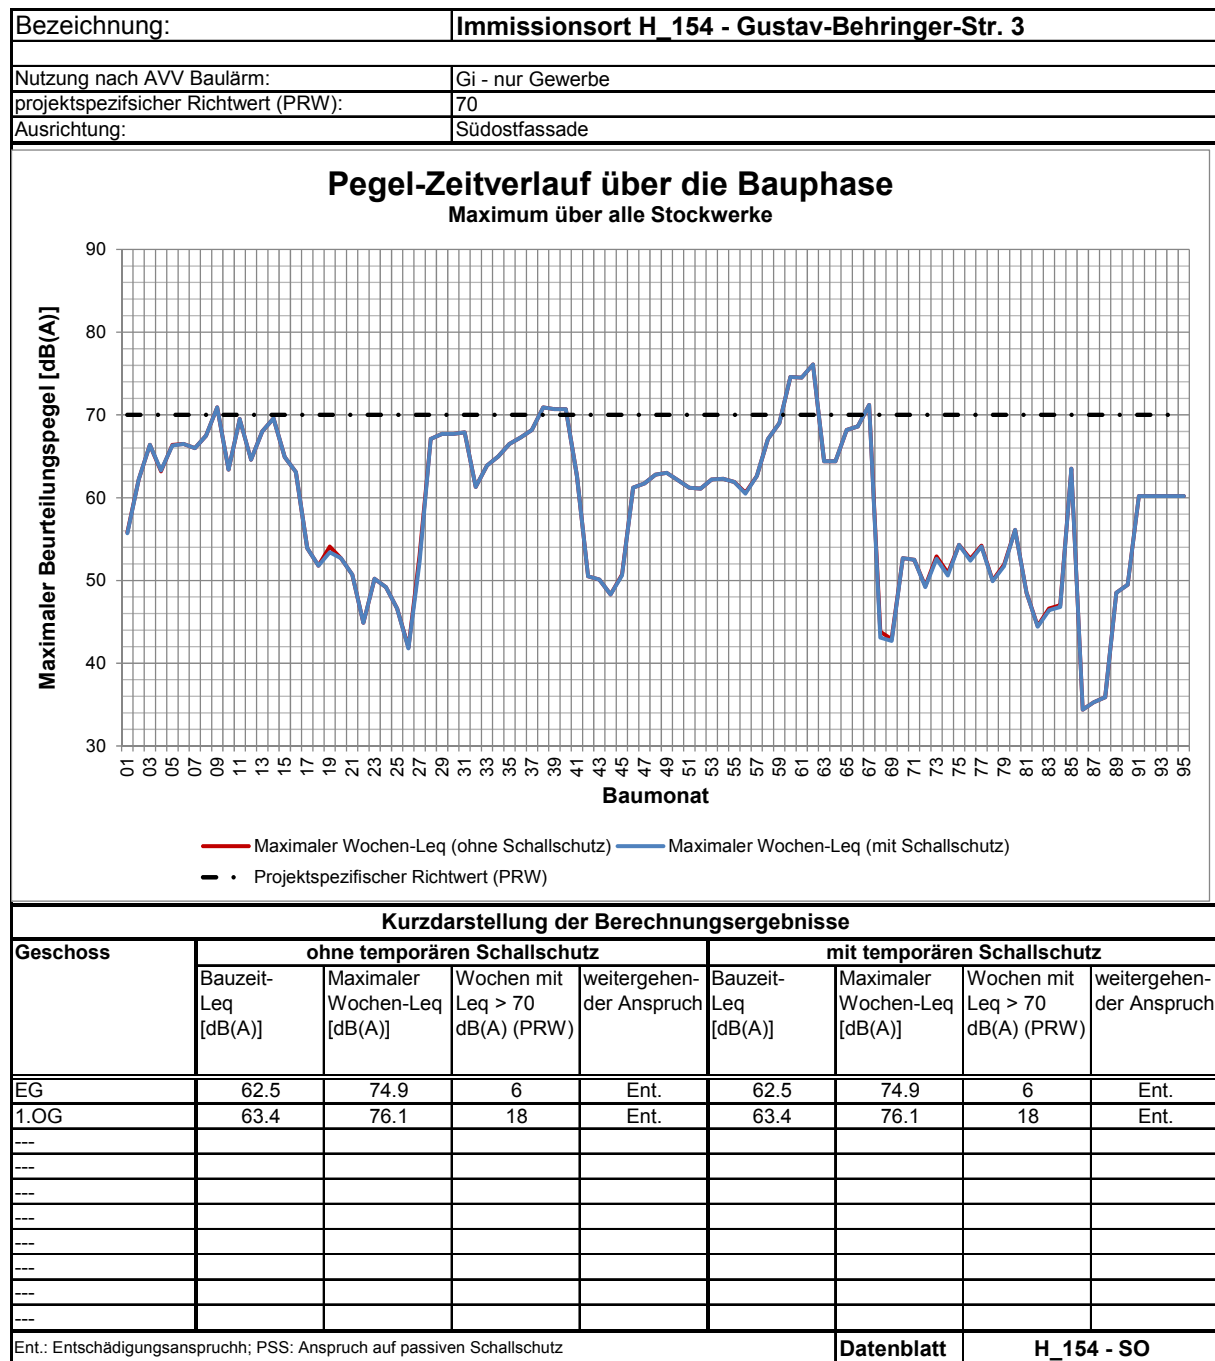 Bezeichnung: Immissionsort H_154 - Gustav-Behringer-Str. 3
Nutzung nach AVV Baulärm: Gi - nur Gewerbe
projektspezifsicher Richtwert (PRW): 70
Ausrichtung: Südostfassade
Pegel-Zeitverlauf über die Bauphase
Maximum über alle Stockwerke
Maximaler Beurteilungspegel [dB(A)]
90
80
70
60
50
40
30
01 03 05 07 09 11 13 15 17 19 21 23 25 27 29 31 33 35 37 39 41 43 45 47 49 51 53 55 57 59 61 63 65 67 69 71 73 75 77 79 81 83 85 87 89 91 93 95
Baumonat
Maximaler Wochen-Leq (ohne Schallschutz) Maximaler Wochen-Leq (mit Schallschutz)
Projektspezifischer Richtwert (PRW)
Kurzdarstellung der Berechnungsergebnisse
Geschoss ohne temporären Schallschutz mit temporären Schallschutz
Bauzeit- Maximaler Wochen mit weitergehen- Bauzeit- Maximaler Wochen mit weitergehen-
Leq Wochen-Leq Leq > 70 der Anspruch Leq Wochen-Leq Leq > 70 der Anspruch
[dB(A)] [dB(A)] dB(A) (PRW) [dB(A)] [dB(A)] dB(A) (PRW)
EG 62.5 74.9 6 Ent. 62.5 74.9 6 Ent.
1.OG 63.4 76.1 18 Ent. 63.4 76.1 18 Ent.
---
---
---
---
---
---
---
---
Ent.: Entschädigungsanspruchh; PSS: Anspruch auf passiven Schallschutz Datenblatt H_154 - SO